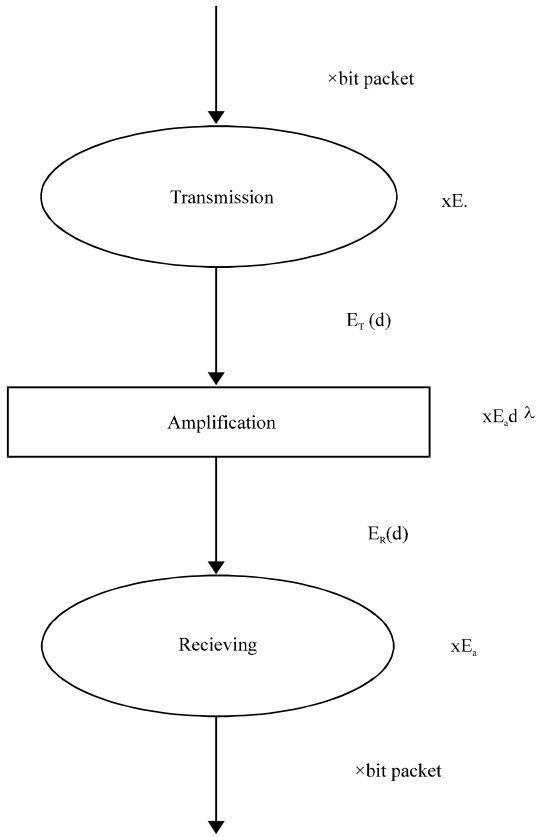 ×bit packet
Transmission
xE.
E_T (d)
Amplification
xE_a d^λ
E_R(d)
Recieving
xE_a
×bit packet